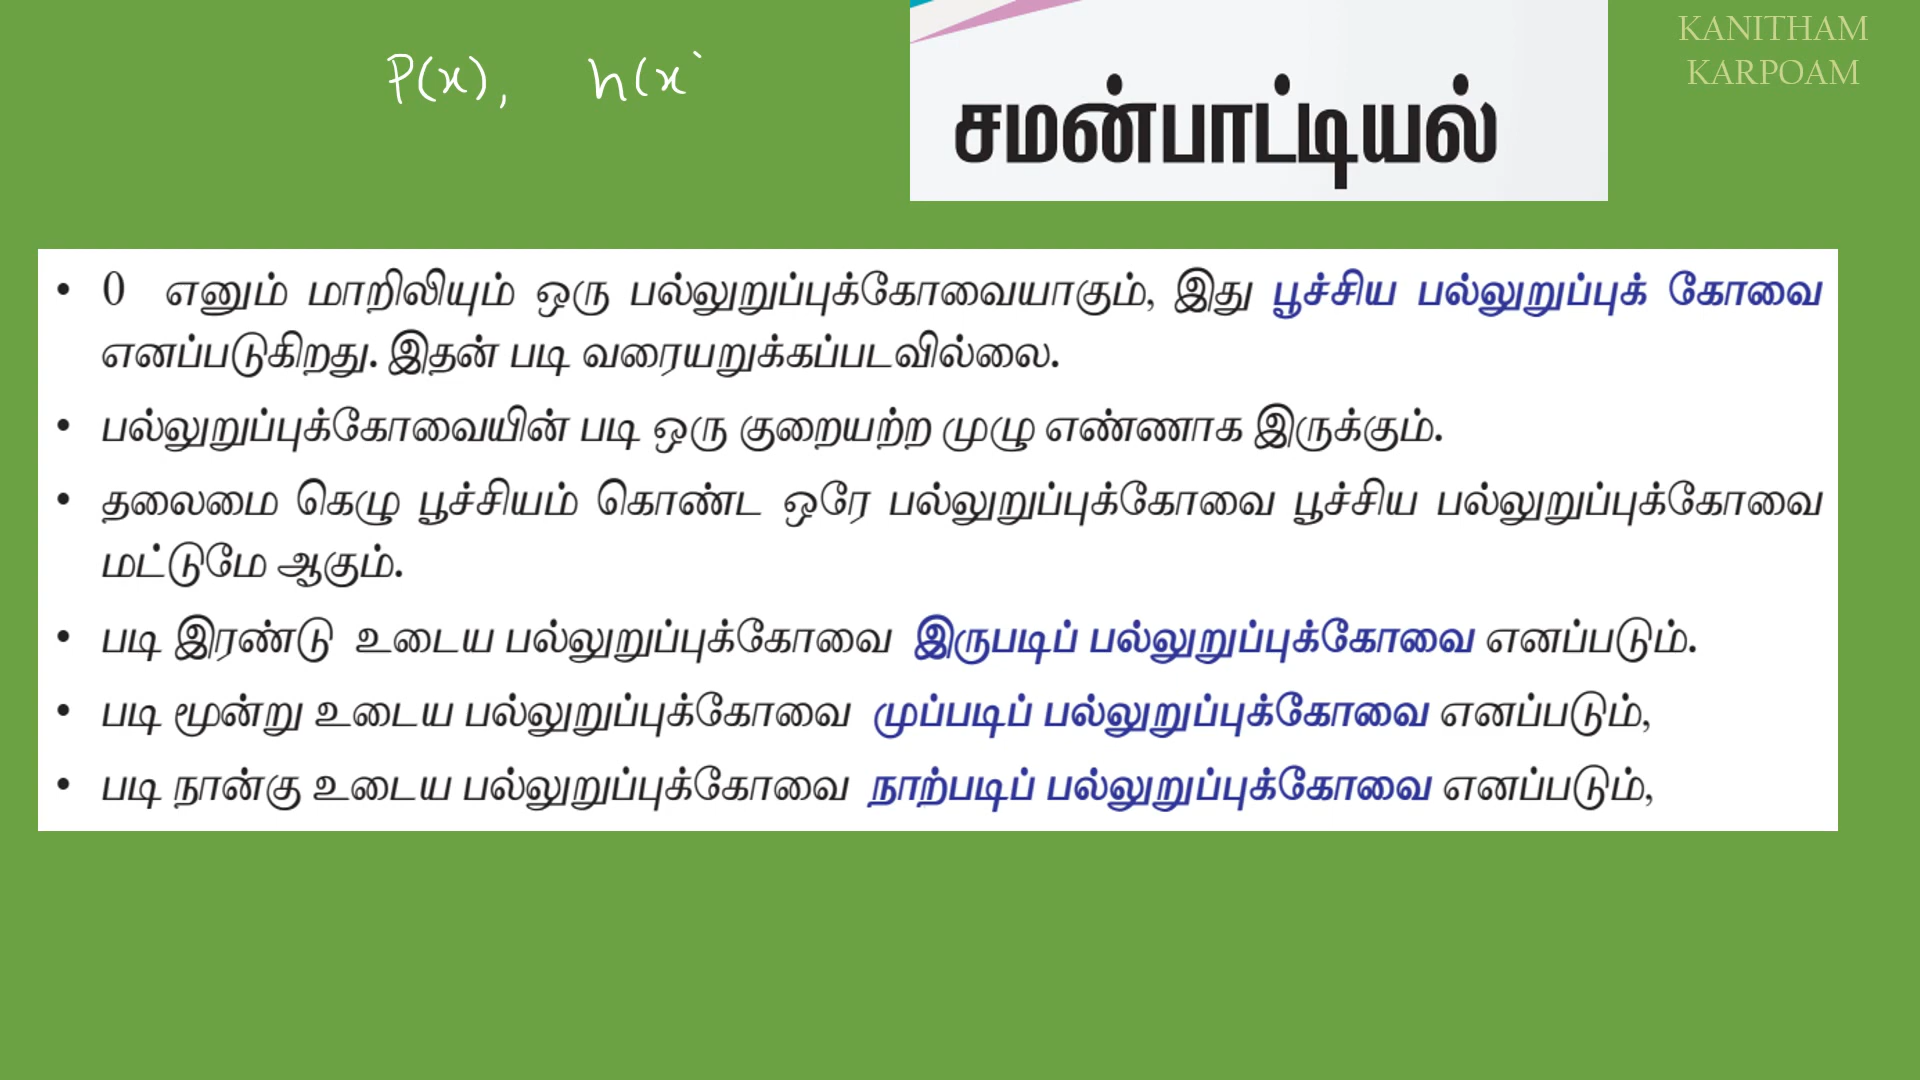 P(x), h(x
சமன்பாட்டியல்
KANITHAM
KARPOAM
• 0 எனும் மாறிலியும் ஒரு பல்லுறுப்புக்கோவையாகும், இது பூச்சிய பல்லுறுப்புக் கோவை
எனப்படுகிறது. இதன் படி வரையறுக்கப்படவில்லை.
• பல்லுறுப்புக்கோவையின் படி ஒரு குறையற்ற முழு எண்ணாக இருக்கும்.
• தலைமை கெழு பூச்சியம் கொண்ட ஒரே பல்லுறுப்புக்கோவை பூச்சிய பல்லுறுப்புக்கோவை
மட்டுமே ஆகும்.
• படி இரண்டு உடைய பல்லுறுப்புக்கோவை இருபடிப் பல்லுறுப்புக்கோவை எனப்படும்.
• படி மூன்று உடைய பல்லுறுப்புக்கோவை முப்படிப் பல்லுறுப்புக்கோவை எனப்படும்,
• படி நான்கு உடைய பல்லுறுப்புக்கோவை நாற்படிப் பல்லுறுப்புக்கோவை எனப்படும்,